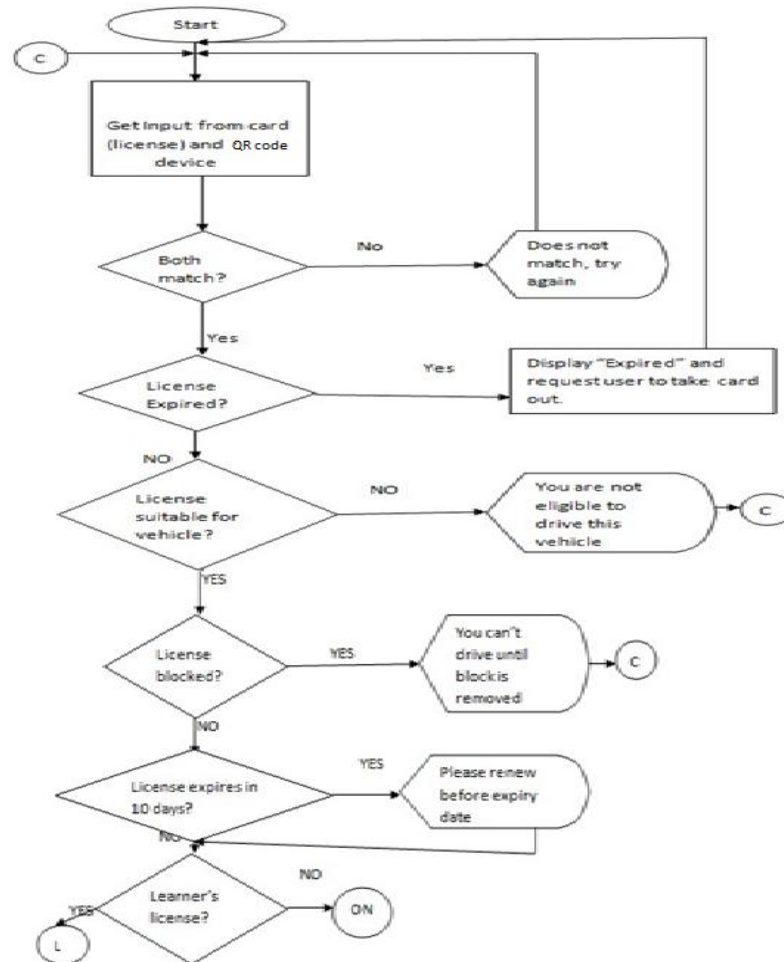 Start
C
Get Input from card
(license) and QR code
device
Both
match?
No
Does not
match, try
again
Yes
License
Expired?
Yes
Display "Expired" and
request user to take card
out.
NO
License
suitable for
vehicle?
NO
You are not
eligible to
drive this
vehicle
C
YES
License
blocked?
YES
You can't
drive until
block is
removed
C
NO
License expires in
10 days?
YES
Please renew
before expiry
date
NO
Learner's
license?
NO
ON
YES
L